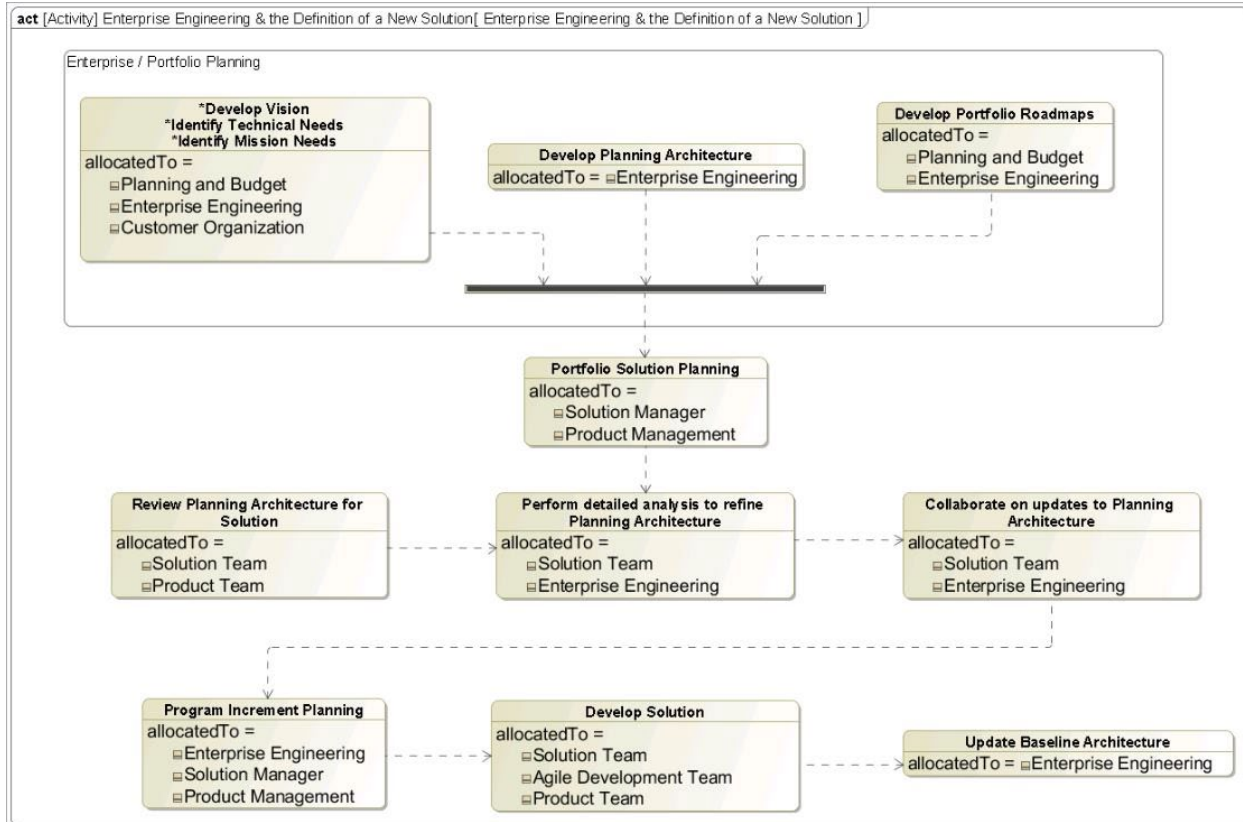 act [Activity] Enterprise Engineering & the Definition of a New Solution[ Enterprise Engineering & the Definition of a New Solution ]
Enterprise / Portfolio Planning
*Develop Vision
*Identify Technical Needs
*Identify Mission Needs
allocatedTo =
Planning and Budget
Enterprise Engineering
Customer Organization
Develop Planning Architecture
allocatedTo = Enterprise Engineering
Develop Portfolio Roadmaps
allocatedTo =
Planning and Budget
Enterprise Engineering
Portfolio Solution Planning
allocatedTo =
Solution Manager
Product Management
Review Planning Architecture for
Solution
allocatedTo =
Solution Team
Product Team
Perform detailed analysis to refine
Planning Architecture
allocatedTo =
Solution Team
Enterprise Engineering
Collaborate on updates to Planning
Architecture
allocatedTo =
Solution Team
Enterprise Engineering
Program Increment Planning
allocatedTo =
Enterprise Engineering
Solution Manager
Product Management
Develop Solution
allocatedTo =
Solution Team
Agile Development Team
Product Team
Update Baseline Architecture
allocatedTo = Enterprise Engineering